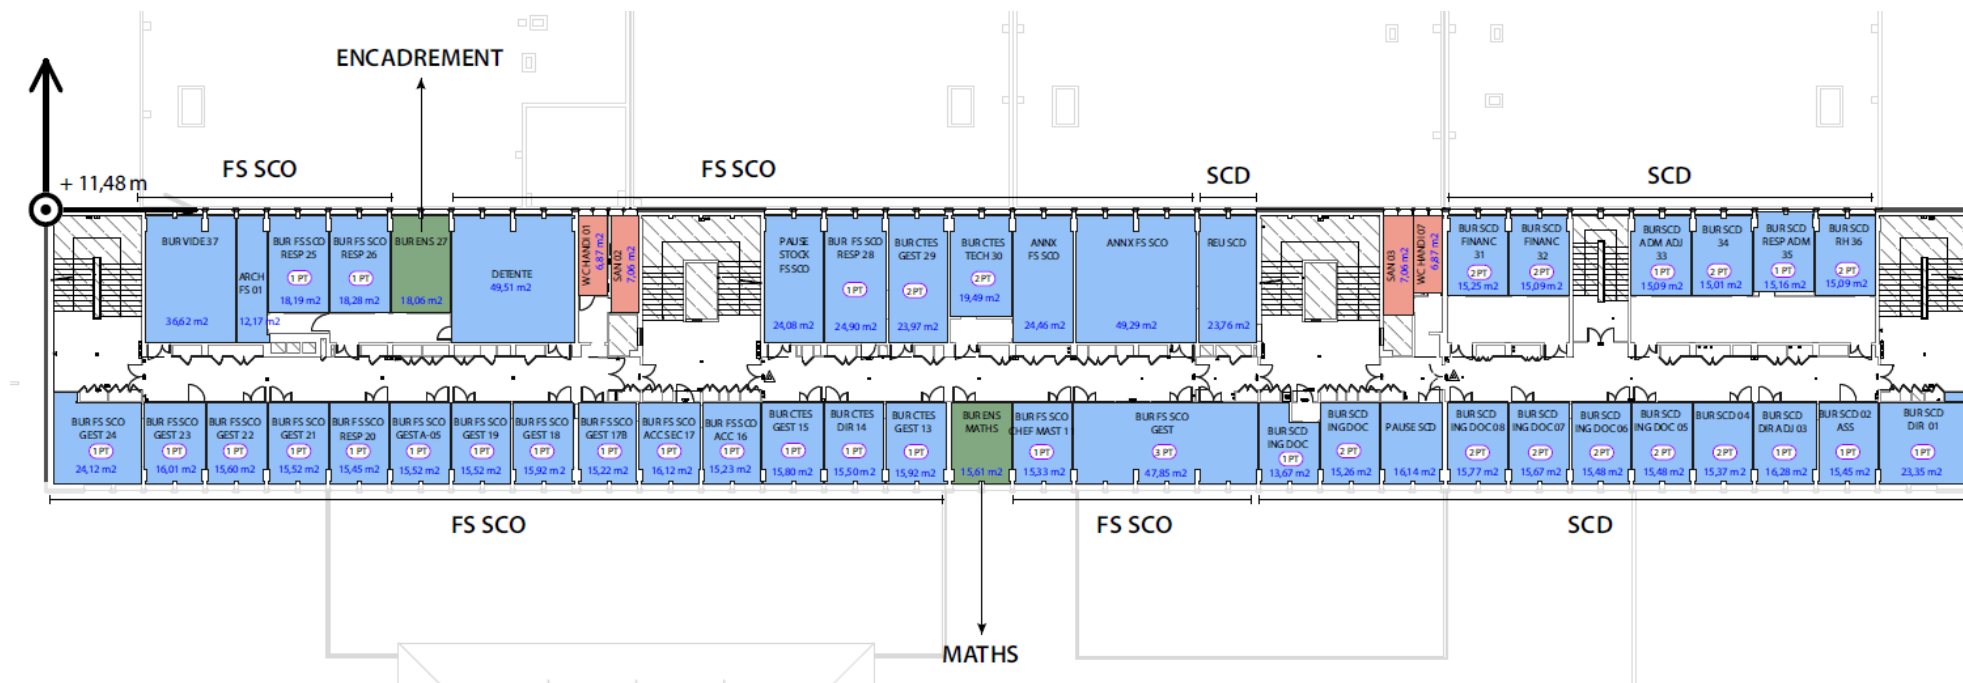 ENCADREMENT
FS SCO
FS SCO
SCD
SCD
+ 11,48 m
BUR VIDE 37
36,62 m2
ARCH
FS 01
12,17 m2
BUR FS SCO
RESP 25
1 PT
18,19 m2
BUR FS SCO
RESP 26
1 PT
18,28 m2
BUR ENS 27
18,06 m2
DETENTE
49,51 m2
WC HANDI 01
6,87 m2
SAN 02
7,06 m2
PAUSE
STOCK
FS SCO
24,08 m2
BUR FS SCO
RESP 28
1 PT
24,90 m2
BUR CTES
GEST 29
2 PT
23,97 m2
BUR CTES
TECH 30
2 PT
19,49 m2
ANNX
FS SCO
24,46 m2
ANNX FS SCO
49,29 m2
REU SCD
23,76 m2
SAN 03
7,06 m2
WC HANDI 07
6,87 m2
BUR SCD
FINANC
31
2 PT
15,25 m2
BUR SCD
FINANC
32
2 PT
15,09 m2
BUR SCD
ADM ADJ
33
1 PT
15,09 m2
BUR SCD
34
2 PT
15,01 m2
BUR SCD
RESP ADM
35
1 PT
15,16 m2
BUR SCD
RH 36
2 PT
15,09 m2
BUR FS SCO
GEST 24
1 PT
24,12 m2
BUR FS SCO
GEST 23
1 PT
16,01 m2
BUR FS SCO
GEST 22
1 PT
15,60 m2
BUR FS SCO
GEST 21
1 PT
15,52 m2
BUR FS SCO
RESP 20
1 PT
15,45 m2
BUR FS SCO
GEST A-05
1 PT
15,52 m2
BUR FS SCO
GEST 19
1 PT
15,52 m2
BUR FS SCO
GEST 18
1 PT
15,92 m2
BUR FS SCO
GEST 17B
1 PT
15,22 m2
BUR FS SCO
ACC SEC 17
1 PT
16,12 m2
BUR FS SCO
ACC 16
1 PT
15,23 m2
BUR CTES
GEST 15
1 PT
15,80 m2
BUR CTES
DIR 14
1 PT
15,50 m2
BUR CTES
GEST 13
1 PT
15,92 m2
BUR ENS
MATHS
15,61 m2
BUR FS SCO
CHEF MAST 11
1 PT
15,33 m2
BUR FS SCO
GEST
3 PT
47,85 m2
BUR SCD
ING DOC
1 PT
13,67 m2
BUR SCD
ING DOC
2 PT
15,26 m2
PAUSE SCD
16,14 m2
BUR SCD
ING DOC 08
2 PT
15,77 m2
BUR SCD
ING DOC 07
2 PT
15,67 m2
BUR SCD
ING DOC 06
2 PT
15,48 m2
BUR SCD
ING DOC 05
2 PT
15,48 m2
BUR SCD 04
2 PT
15,37 m2
BUR SCD
DIR ADJ 03
1 PT
16,28 m2
BUR SCD 02
ASS
1 PT
15,45 m2
BUR SCD
DIR 01
1 PT
23,35 m2
FS SCO
FS SCO
SCD
MATHS